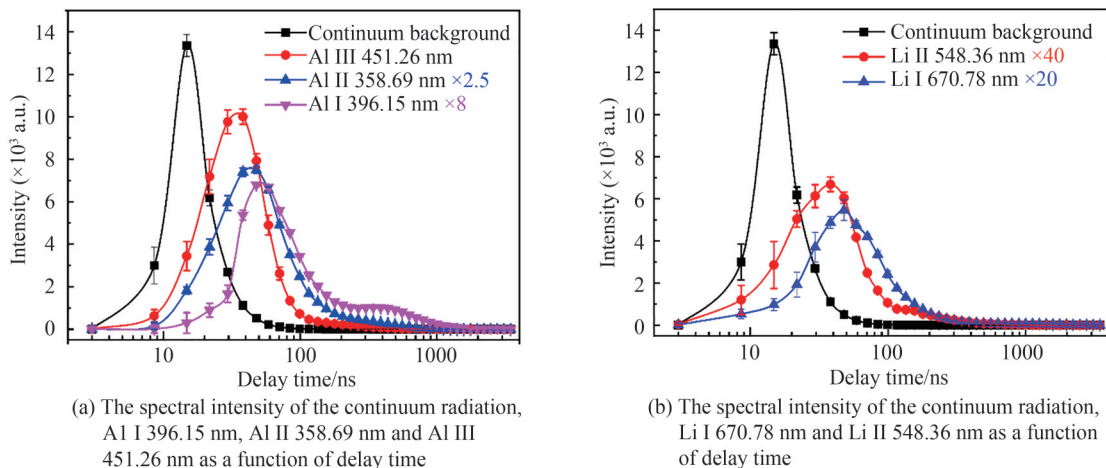 14
12
10
8
6
4
2
0
Intensity (×10³ a.u.)
Continuum background
Al III 451.26 nm
Al II 358.69 nm ×2.5
Al I 396.15 nm ×8
10
100
1000
Delay time/ns
(a) The spectral intensity of the continuum radiation,
A1 I 396.15 nm, Al II 358.69 nm and Al III
451.26 nm as a function of delay time
14
12
10
8
6
4
2
0
Intensity (×10³ a.u.)
Continuum background
Li II 548.36 nm ×40
Li I 670.78 nm ×20
10
100
1000
Delay time/ns
(b) The spectral intensity of the continuum radiation,
Li I 670.78 nm and Li II 548.36 nm as a function
of delay time